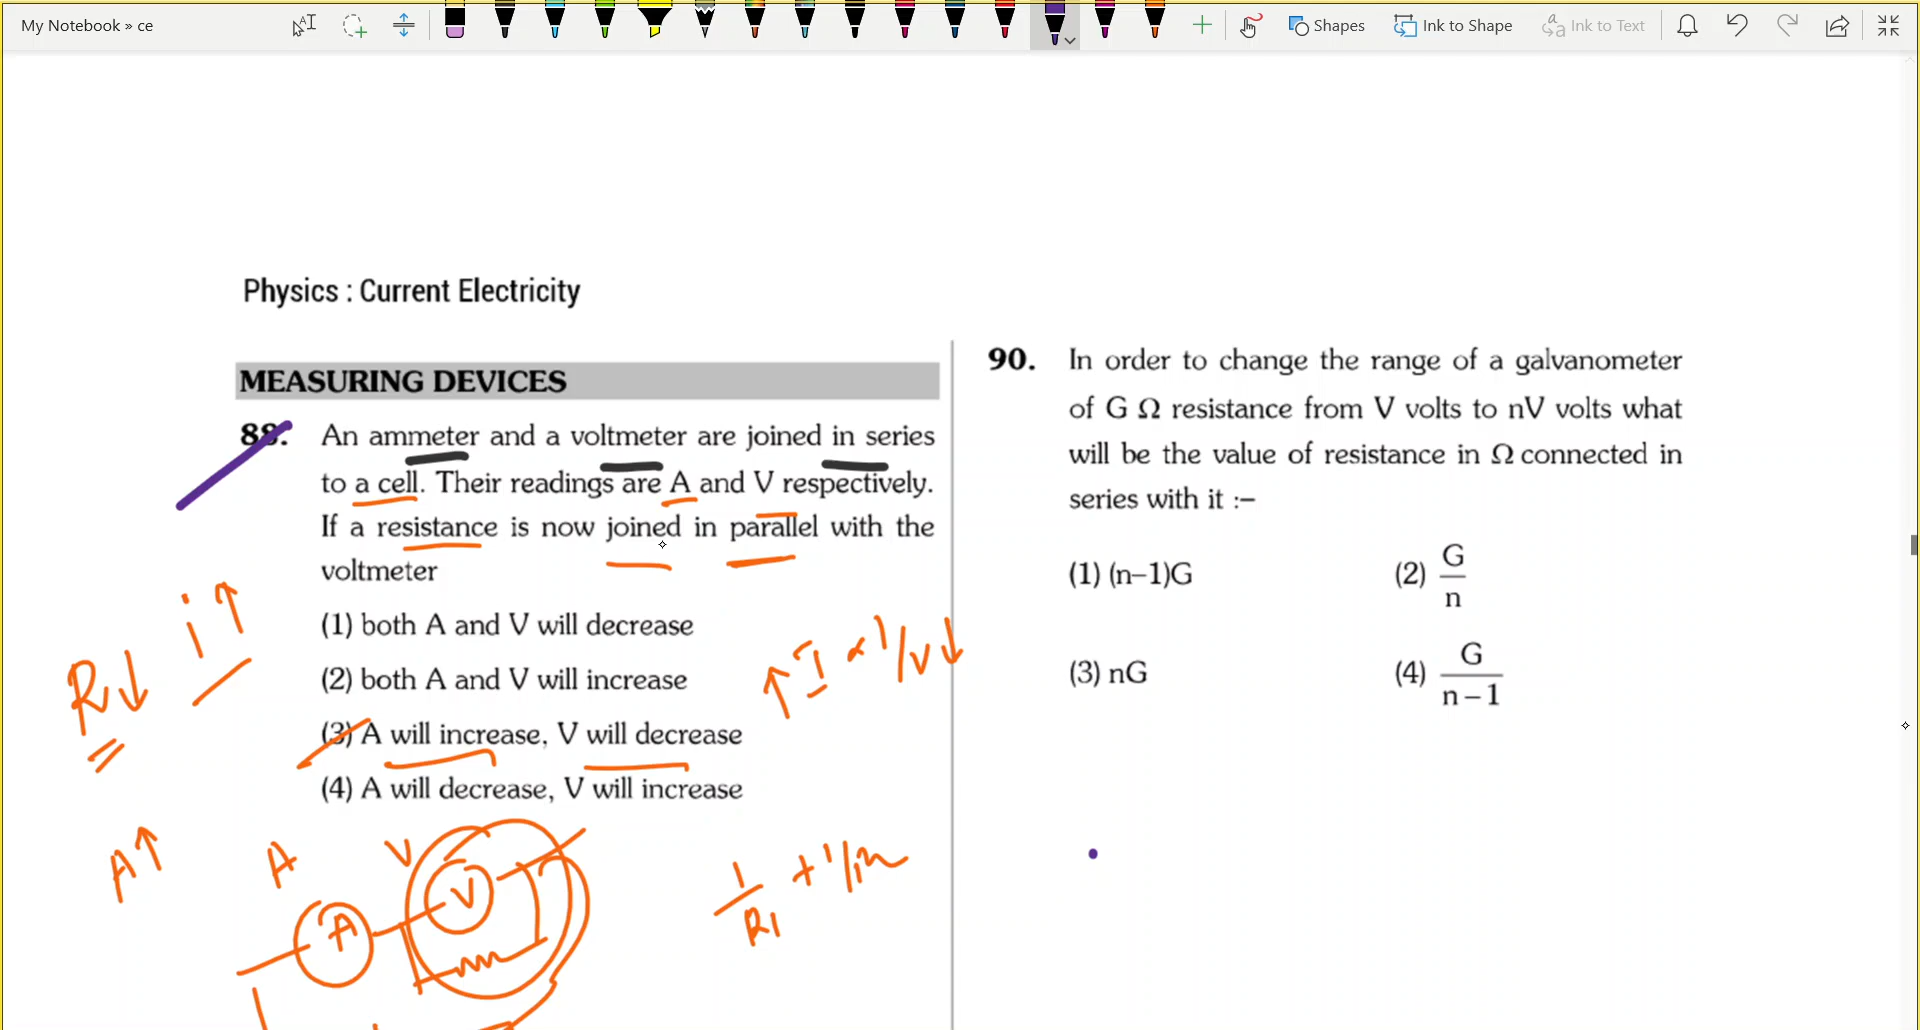 My Notebook » ce
Shapes
Ink to Shape
Ink to Text
Physics : Current Electricity
MEASURING DEVICES
88. An ammeter and a voltmeter are joined in series
to a cell. Their readings are A and V respectively.
If a resistance is now joined in parallel with the
voltmeter
(1) both A and V will decrease
(2) both A and V will increase
(3) A will increase, V will decrease
(4) A will decrease, V will increase
R↓ i↑
↑I ∝ 1/V↓
A↑
A
V
A
V
1/R1 +
90. In order to change the range of a galvanometer
of G Ω resistance from V volts to nV volts what
will be the value of resistance in Ω connected in
series with it :–
(1) (n–1)G
(2) G/n
(3) nG
(4) G/n – 1